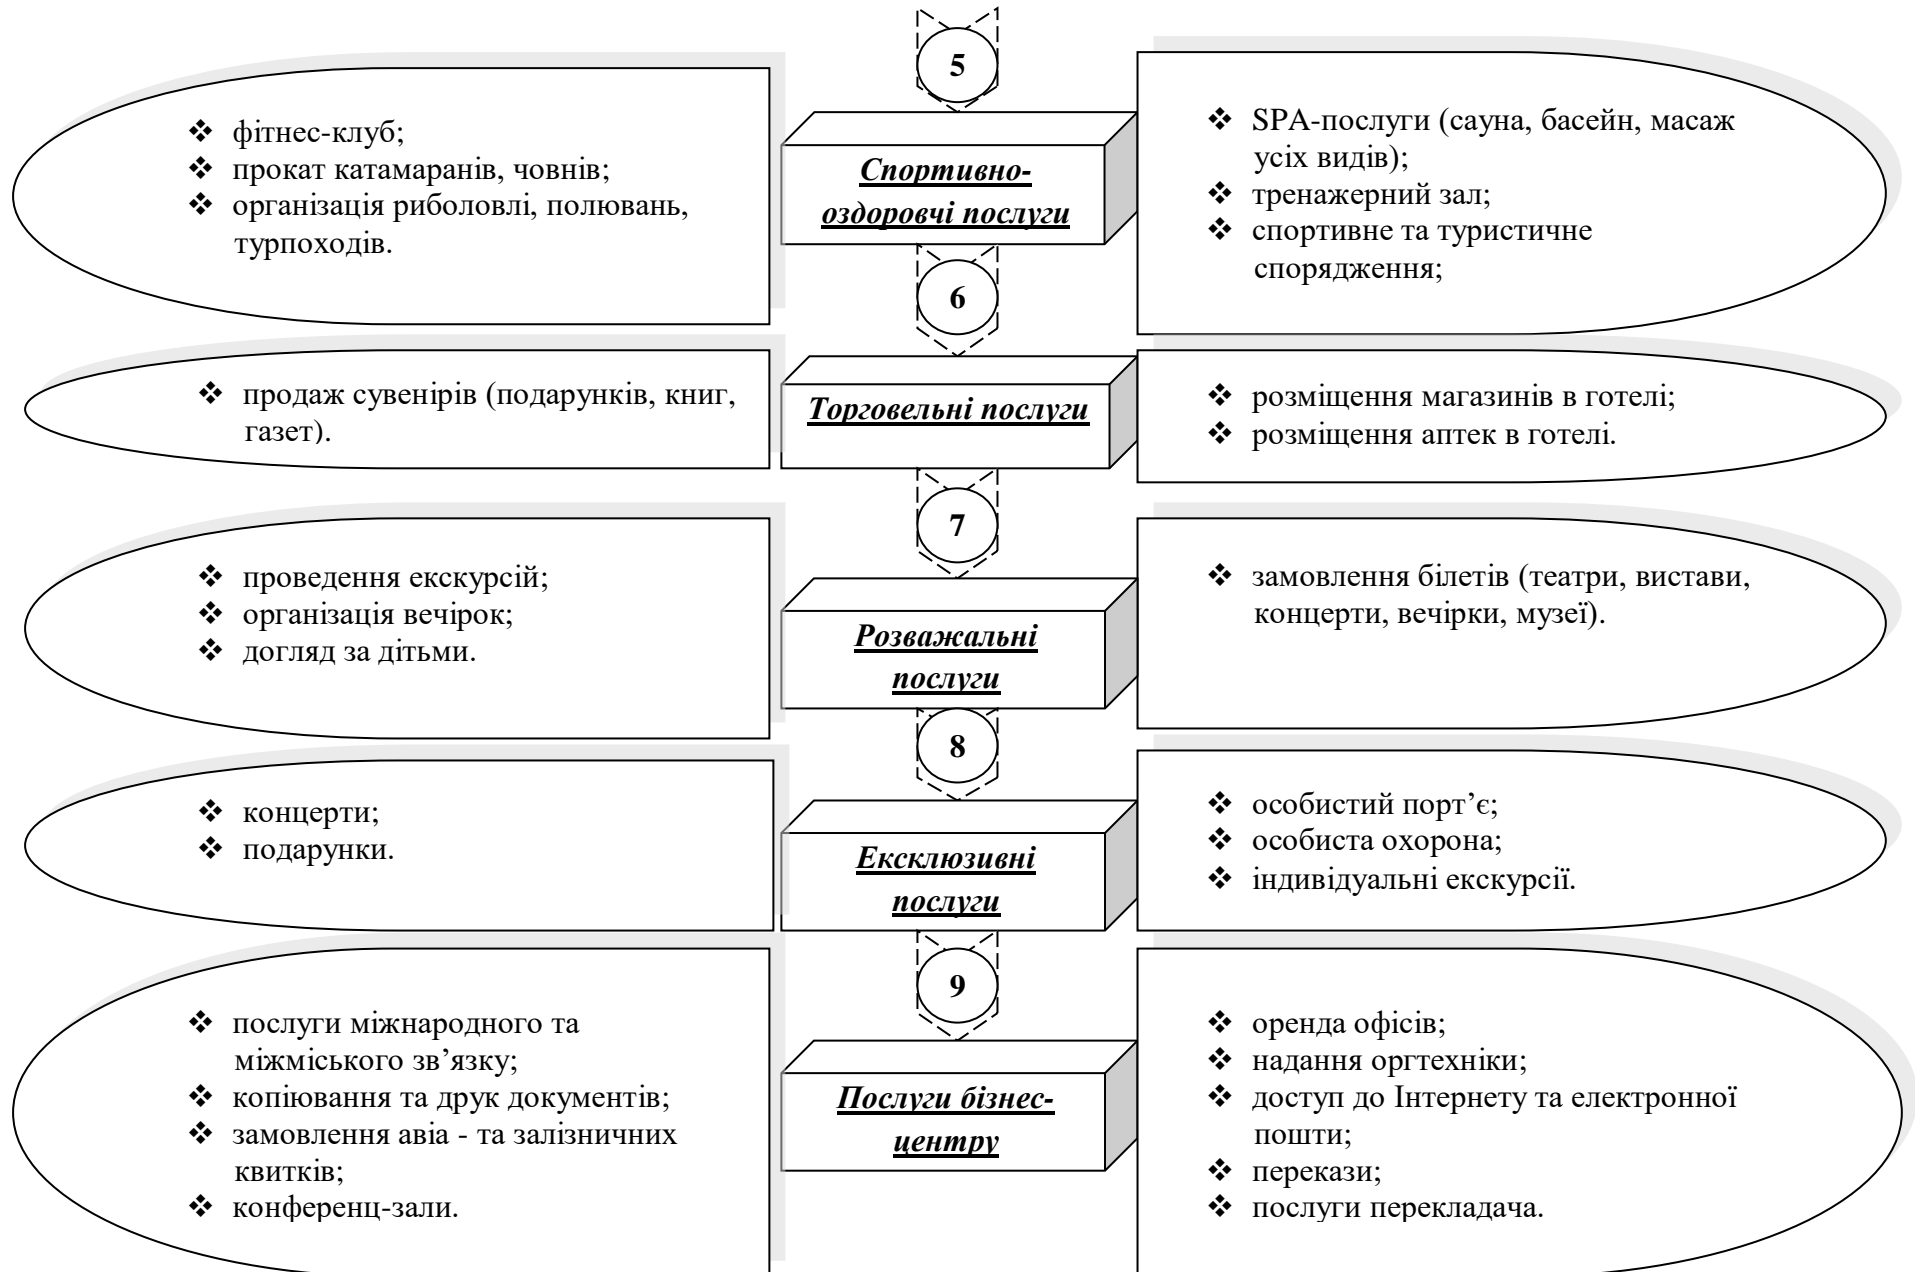 5
❖ фітнес-клуб;
❖ прокат катамаранів, човнів;
❖ організація риболовлі, полювань,
турпоходів.
Спортивно-
оздоровчі послуги
❖ SPA-послуги (сауна, басейн, масаж
усіх видів);
❖ тренажерний зал;
❖ спортивне та туристичне
спорядження;
6
❖ продаж сувенірів (подарунків, книг,
газет).
Торговельні послуги
❖ розміщення магазинів в готелі;
❖ розміщення аптек в готелі.
7
❖ проведення екскурсій;
❖ організація вечірок;
❖ догляд за дітьми.
Розважальні
послуги
❖ замовлення білетів (театри, вистави,
концерти, вечірки, музеї).
8
❖ концерти;
❖ подарунки.
Ексклюзивні
послуги
❖ особистий порт’є;
❖ особиста охорона;
❖ індивідуальні екскурсії.
9
❖ послуги міжнародного та
міжміського зв’язку;
❖ копіювання та друк документів;
❖ замовлення авіа - та залізничних
квитків;
❖ конференц-зали.
Послуги бізнес-
центру
❖ оренда офісів;
❖ надання оргтехніки;
❖ доступ до Інтернету та електронної
пошти;
❖ перекази;
❖ послуги перекладача.